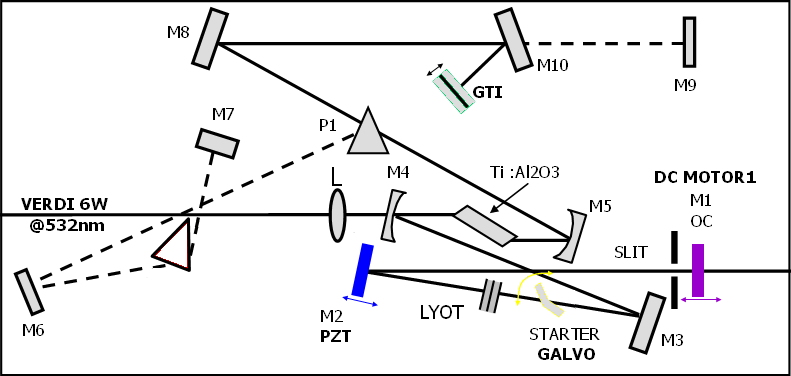 M8
M10
M9
GTI
M7
P1
M4
Ti :Al2O3
L
DC MOTOR1
M1
OC
M5
VERDI 6W
@532nm
SLIT
M2
PZT
LYOT
STARTER
GALVO
M3
M6